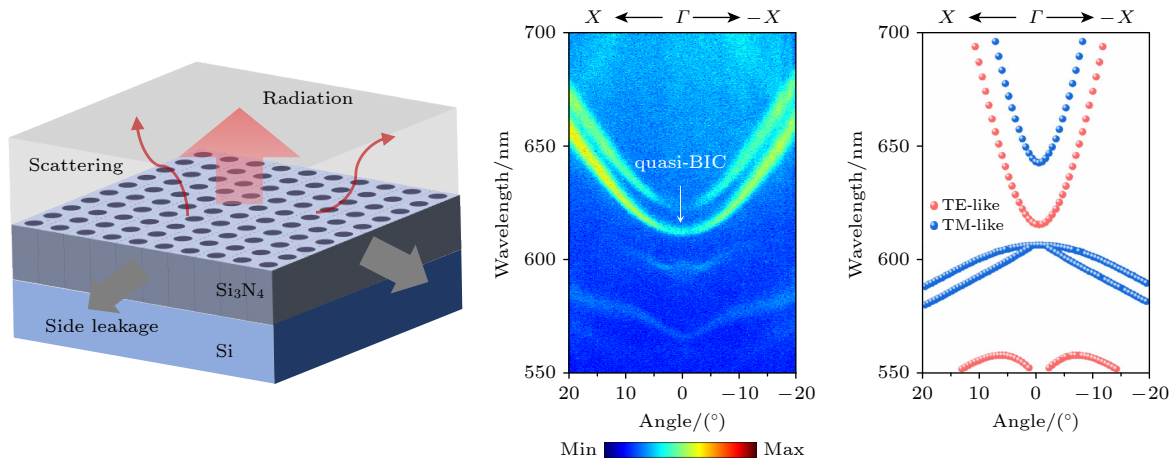 Radiation
Scattering
Si₃N₄
Side leakage
Si
X Γ −X
Wavelength/nm
700
650
600
550
quasi-BIC
20 10 0 −10 −20
Angle/(°)
Min Max
X Γ −X
Wavelength/nm
700
650
600
550
TE-like
TM-like
20 10 0 −10 −20
Angle/(°)